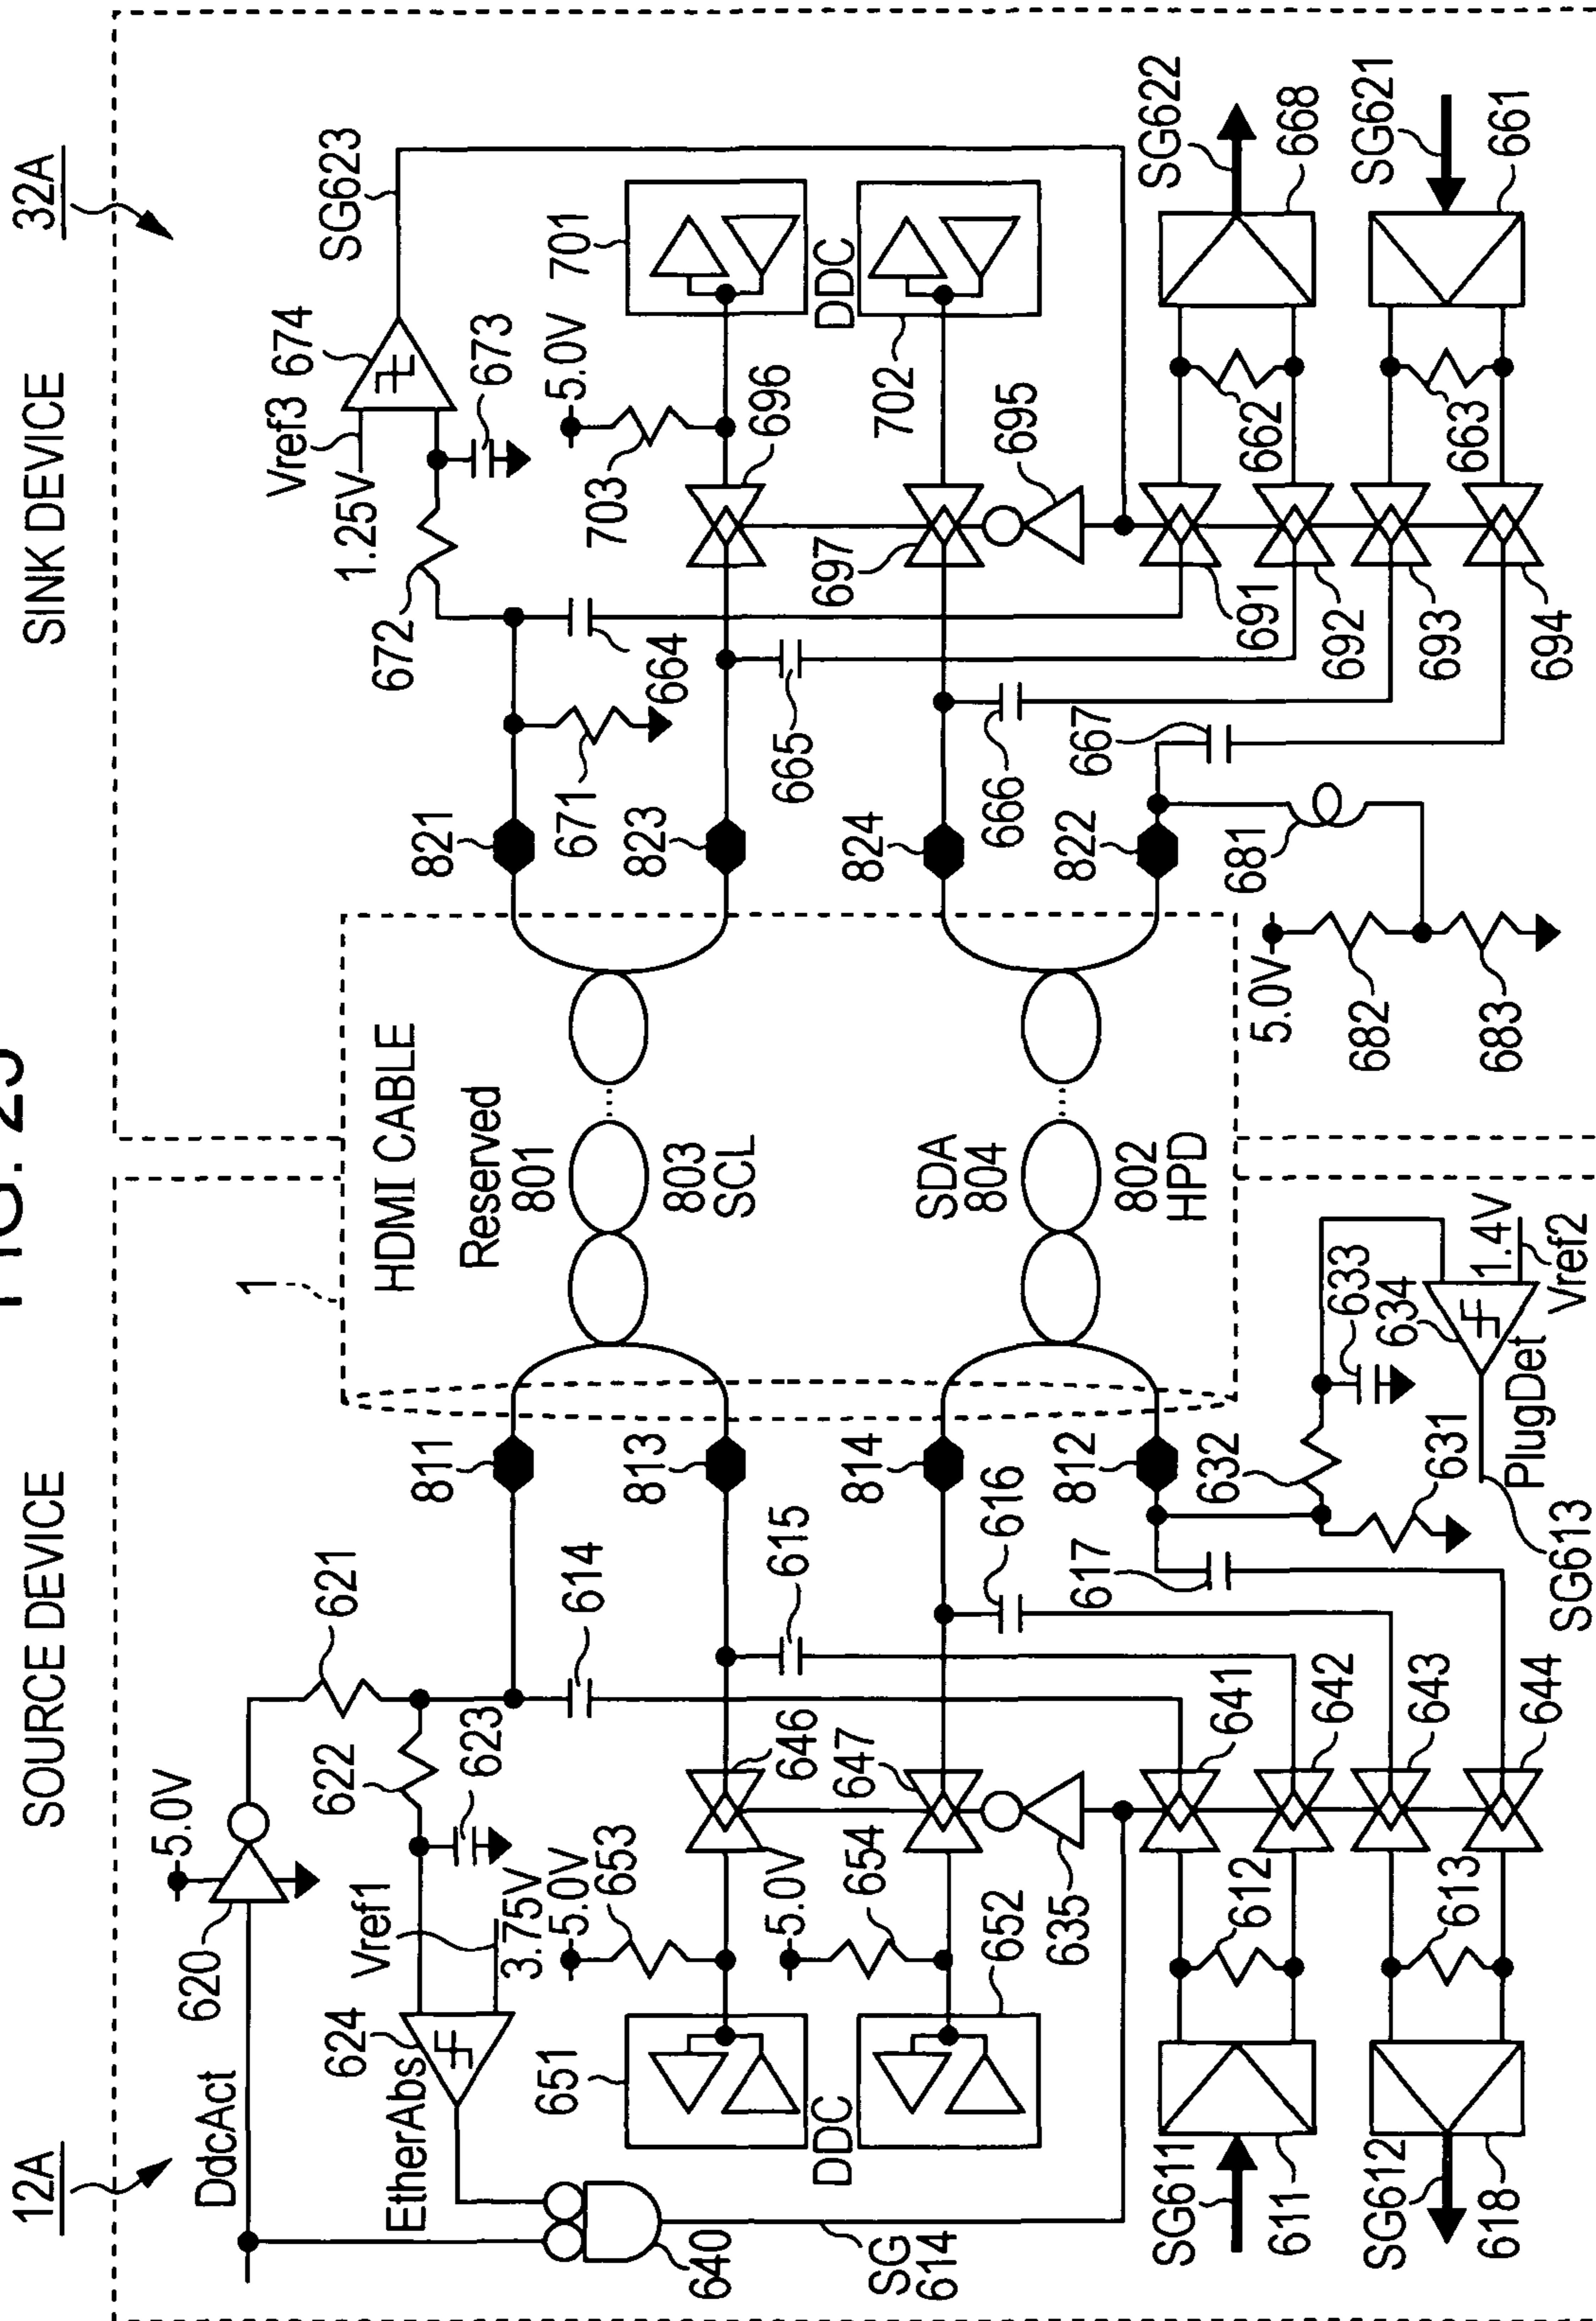 FIG. 25
12A
SOURCE DEVICE
SINK DEVICE
32A
DdcAct
620
5.0V
621
622
623
EtherAbs
624
Vref1
3.75V
640
SG
614
651
5.0V
653
646
DDC
652
5.0V
654
647
635
614
615
616
617
811
813
814
812
SG611
611
612
641
642
SG612
618
613
643
644
632
631
633
634
1.4V
Vref2
PlugDet
SG613
1
HDMI CABLE
Reserved
801
803
SCL
SDA
804
802
HPD
821
823
824
822
671
672
664
665
666
667
681
5.0V
682
683
Vref3
1.25V
674
673
SG623
5.0V
703
701
696
DDC
702
697
695
691
692
693
694
662
663
SG622
668
SG621
661